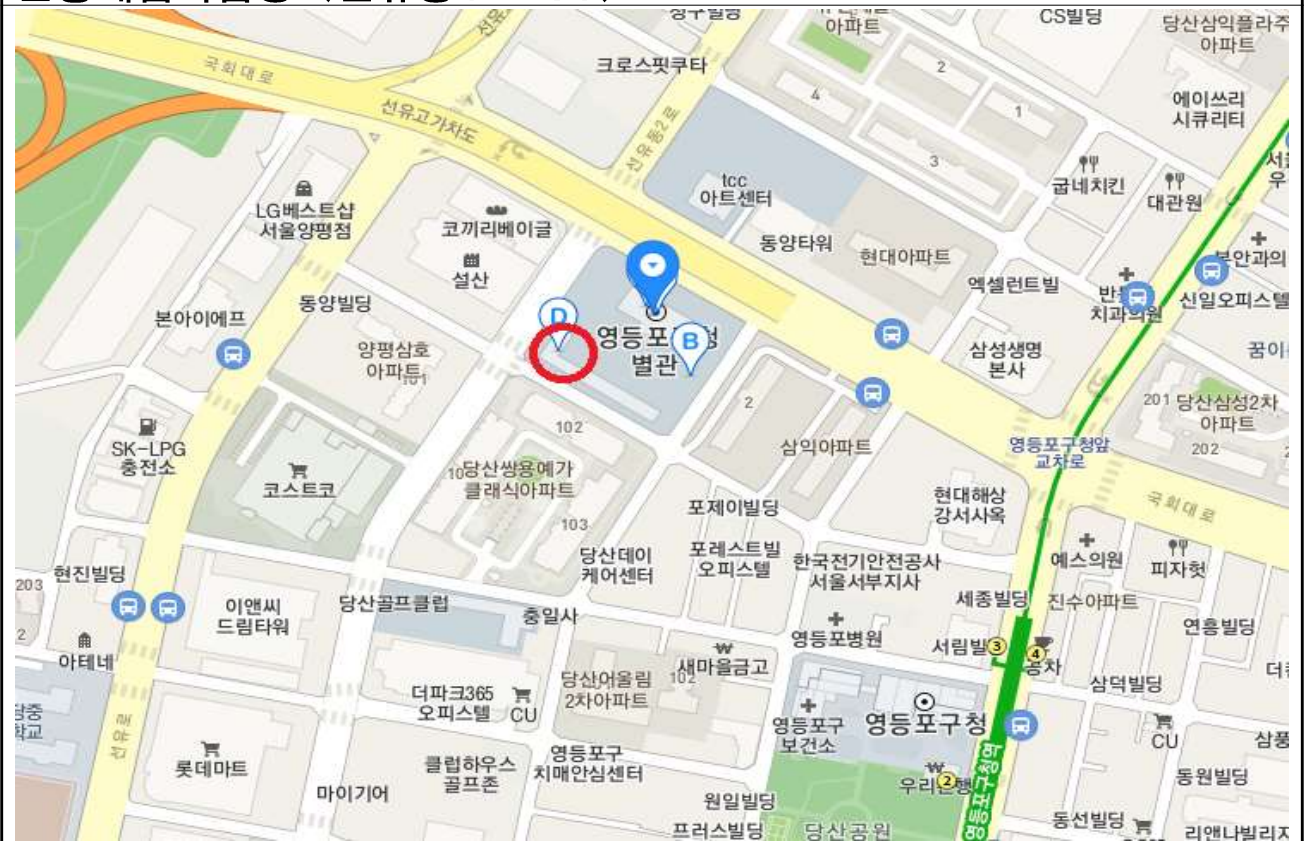 국회대로
선유고가차도
크로스핏쿠타
선유동2로
아파트
CS빌딩
당산삼익플라주
아파트
에이쓰리
시큐리티
4
2
1
3
tcc
아트센터
굽네치킨
대관원
LG베스트샵
서울양평점
코끼리베이글
설산
동양타워
현대아파트
엑셀런트빌
치과의원
신일오피스텔
동양빌딩
본아이에프
양평삼호
아파트
101
D
영등포구청
별관
B
삼성생명
본사
201
당산삼성2차
아파트
202
2
삼익아파트
영등포구청앞
교차로
SK-LPG
충전소
코스트코
102
당산쌍용예가
클래식아파트
103
포제이빌딩
현대해상
강서사옥
국회대로
당산데이
케어센터
포레스트빌
오피스텔
한국전기안전공사
서울서부지사
예스의원
피자헛
203
현진빌딩
이앤씨
드림타워
당산골프클럽
충일사
영등포병원
세종빌딩
진수아파트
연흥빌딩
2
아테네
서림빌
3
4
공차
더파크365
오피스텔
CU
당산어울림
2차아파트
102
새마을금고
삼덕빌딩
영등포구
보건소
영등포구청
CU
선유로
롯데마트
클럽하우스
골프존
영등포구
치매안심센터
우리은행
2
영등포구청역
동원빌딩
마이기어
원일빌딩
프러스빌딩
당산공원
동선빌딩
리앤나빌리지